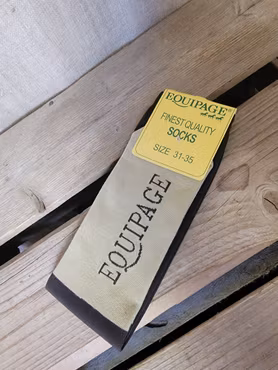 EQUIPAGE®
FINEST QUALITY
SOCKS
SIZE 31-35
EQUIPAGE